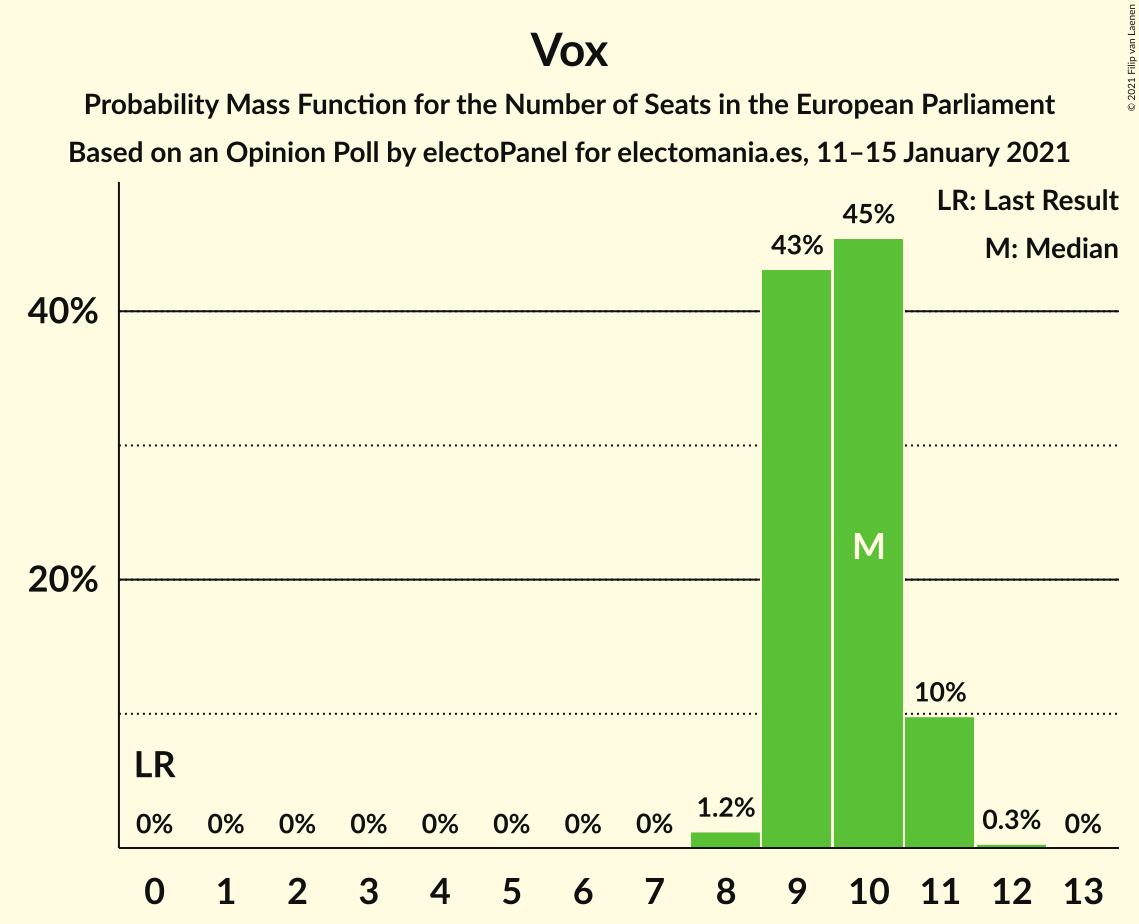 Vox
Probability Mass Function for the Number of Seats in the European Parliament
Based on an Opinion Poll by electoPanel for electomania.es, 11–15 January 2021
© 2021 Filip van Laenen
LR: Last Result
M: Median
40%
20%
43%
45%
M
10%
LR
0%
0%
0%
0%
0%
0%
0%
0%
1.2%
0.3%
0%
0 1 2 3 4 5 6 7 8 9 10 11 12 13